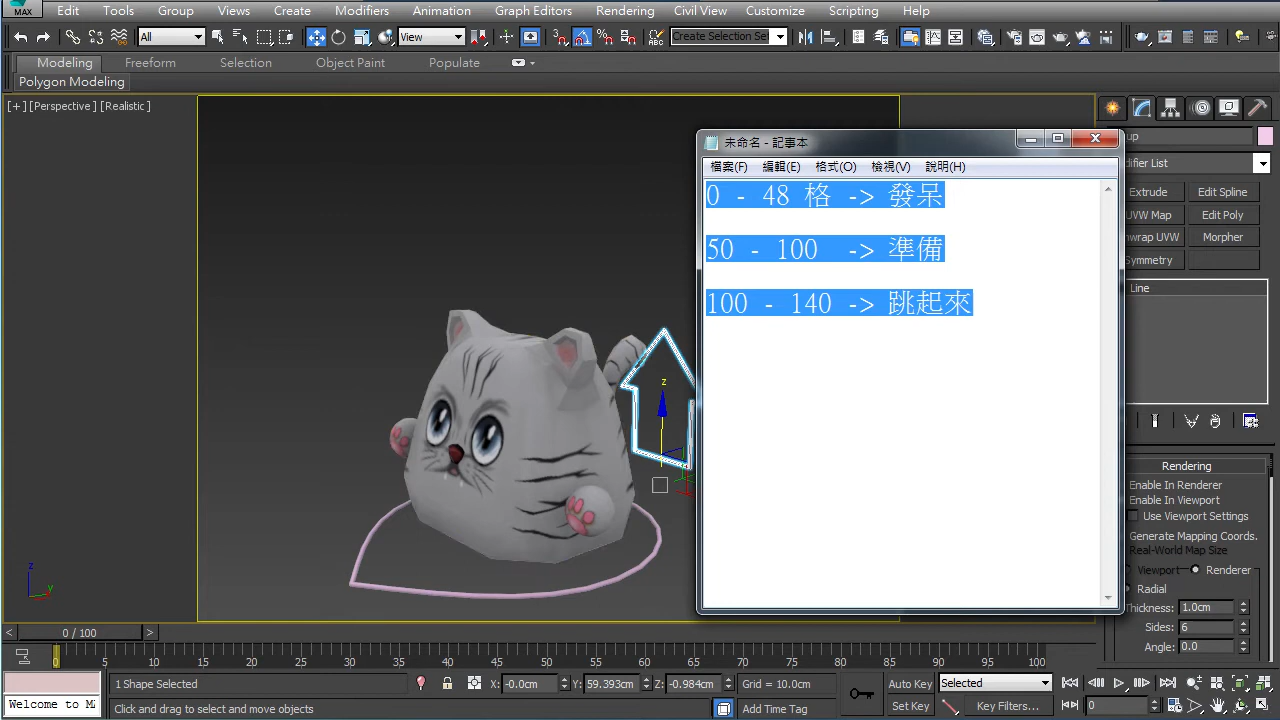 MAX Edit Tools Group Views Create Modifiers Animation Graph Editors Rendering Civil View Customize Scripting Help
All View Create Selection Set
Modeling Freeform Selection Object Paint Populate
Polygon Modeling
[+] [Perspective] [Realistic]
未命名 - 記事本
檔案(F) 編輯(E) 格式(O) 檢視(V) 說明(H)
0 - 48 格 -> 發呆
50 - 100 -> 準備
100 - 140 -> 跳起來
z
z
y
up
difier List
Extrude Edit Spline
UVW Map Edit Poly
nwrap UVW Morpher
Symmetry
Line
Rendering
Enable In Renderer
Enable In Viewport
Use Viewport Settings
Generate Mapping Coords.
Real-World Map Size
Viewport Renderer
Radial
Thickness: 1.0cm
Sides: 6
Angle: 0.0
< 0 / 100 >
0 5 10 15 20 25 30 35 40 45 50 55 60 65 70 75 80 85 90 95 100
1 Shape Selected X: -0.0cm Y: 59.393cm Z: -0.984cm Grid = 10.0cm Auto Key Selected
Welcome to MA Click and drag to select and move objects Add Time Tag Set Key Key Filters... 0